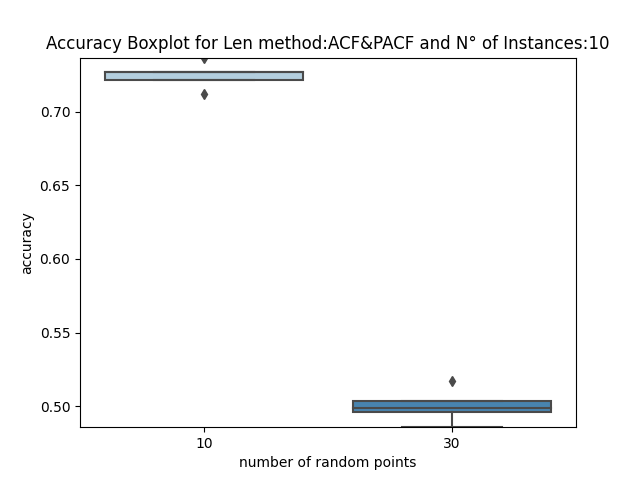 Accuracy Boxplot for Len method:ACF&PACF and N° of Instances:10
0.70
0.65
0.60
0.55
0.50
accuracy
10 30
number of random points